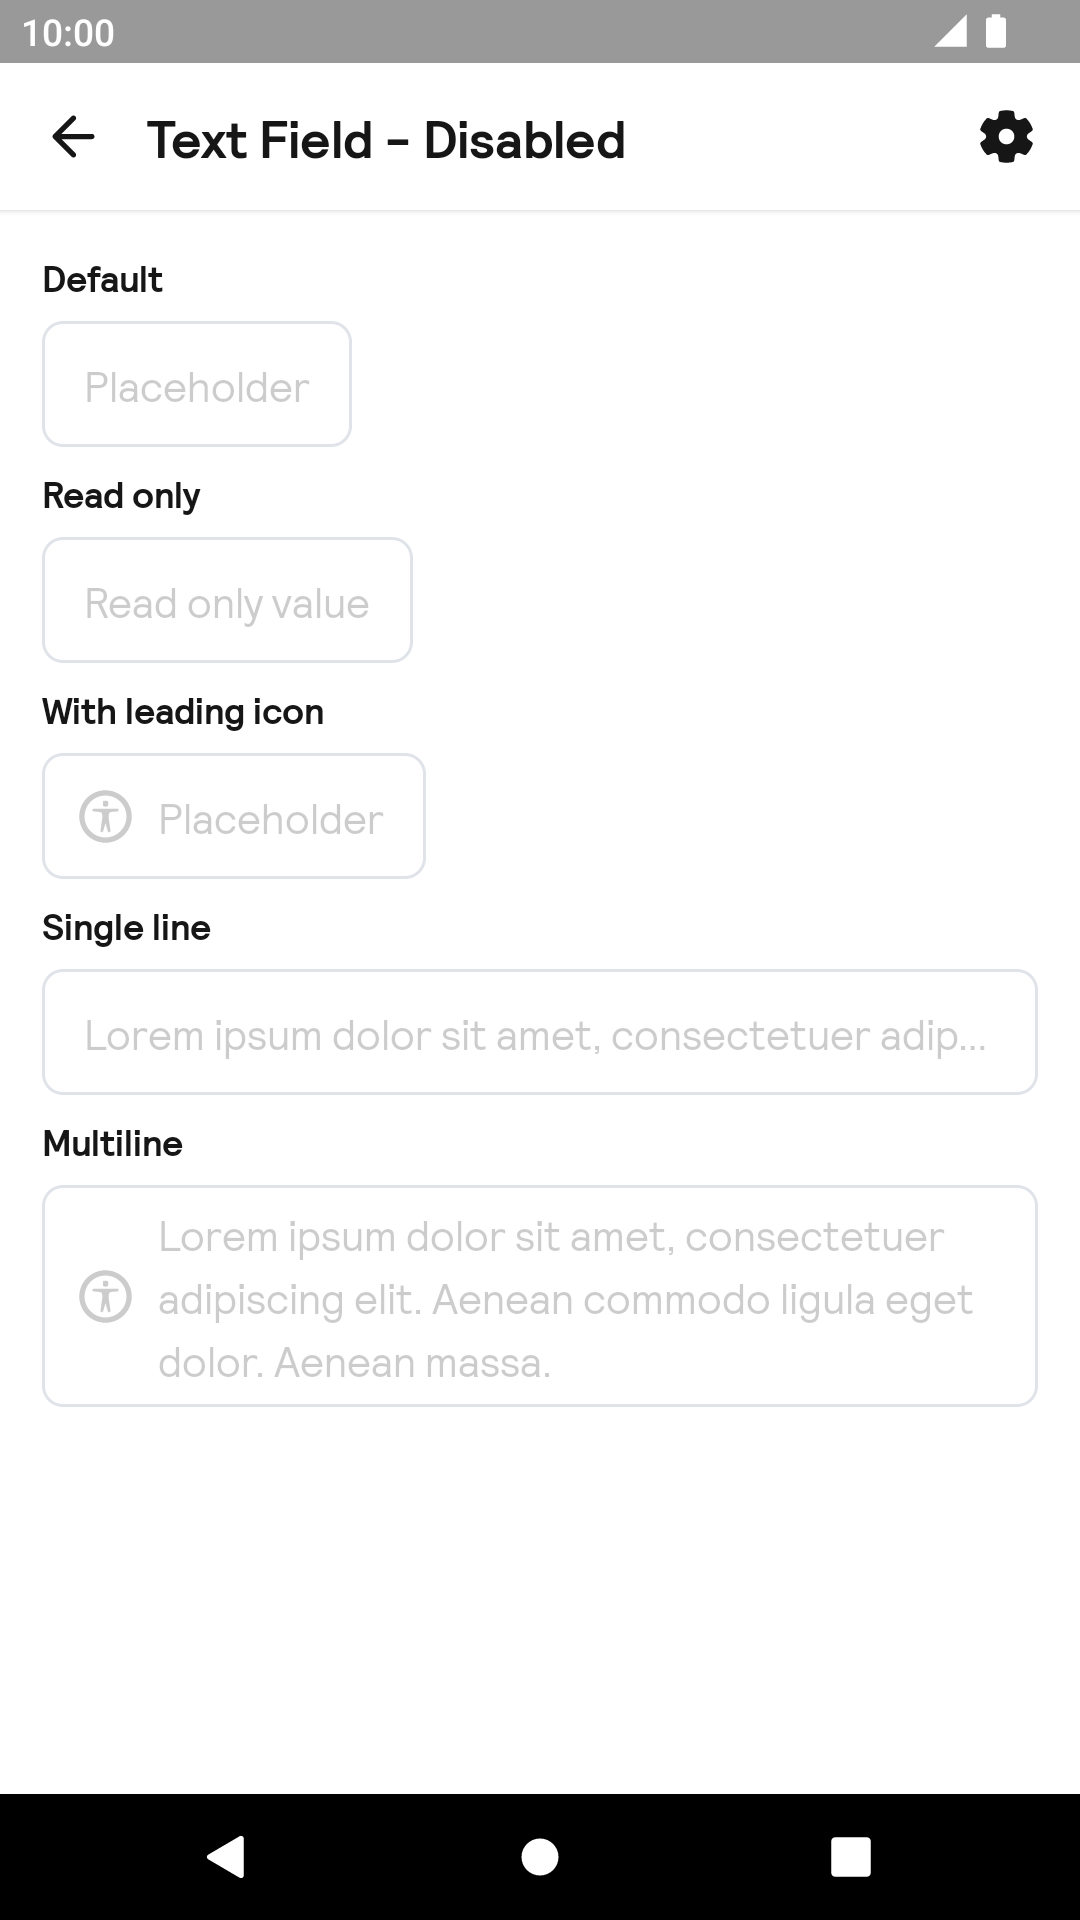 10:00
Text Field - Disabled
Default
Placeholder
Read only
Read only value
With leading icon
Placeholder
Single line
Lorem ipsum dolor sit amet, consectetuer adip...
Multiline
Lorem ipsum dolor sit amet, consectetuer
adipiscing elit. Aenean commodo ligula eget
dolor. Aenean massa.